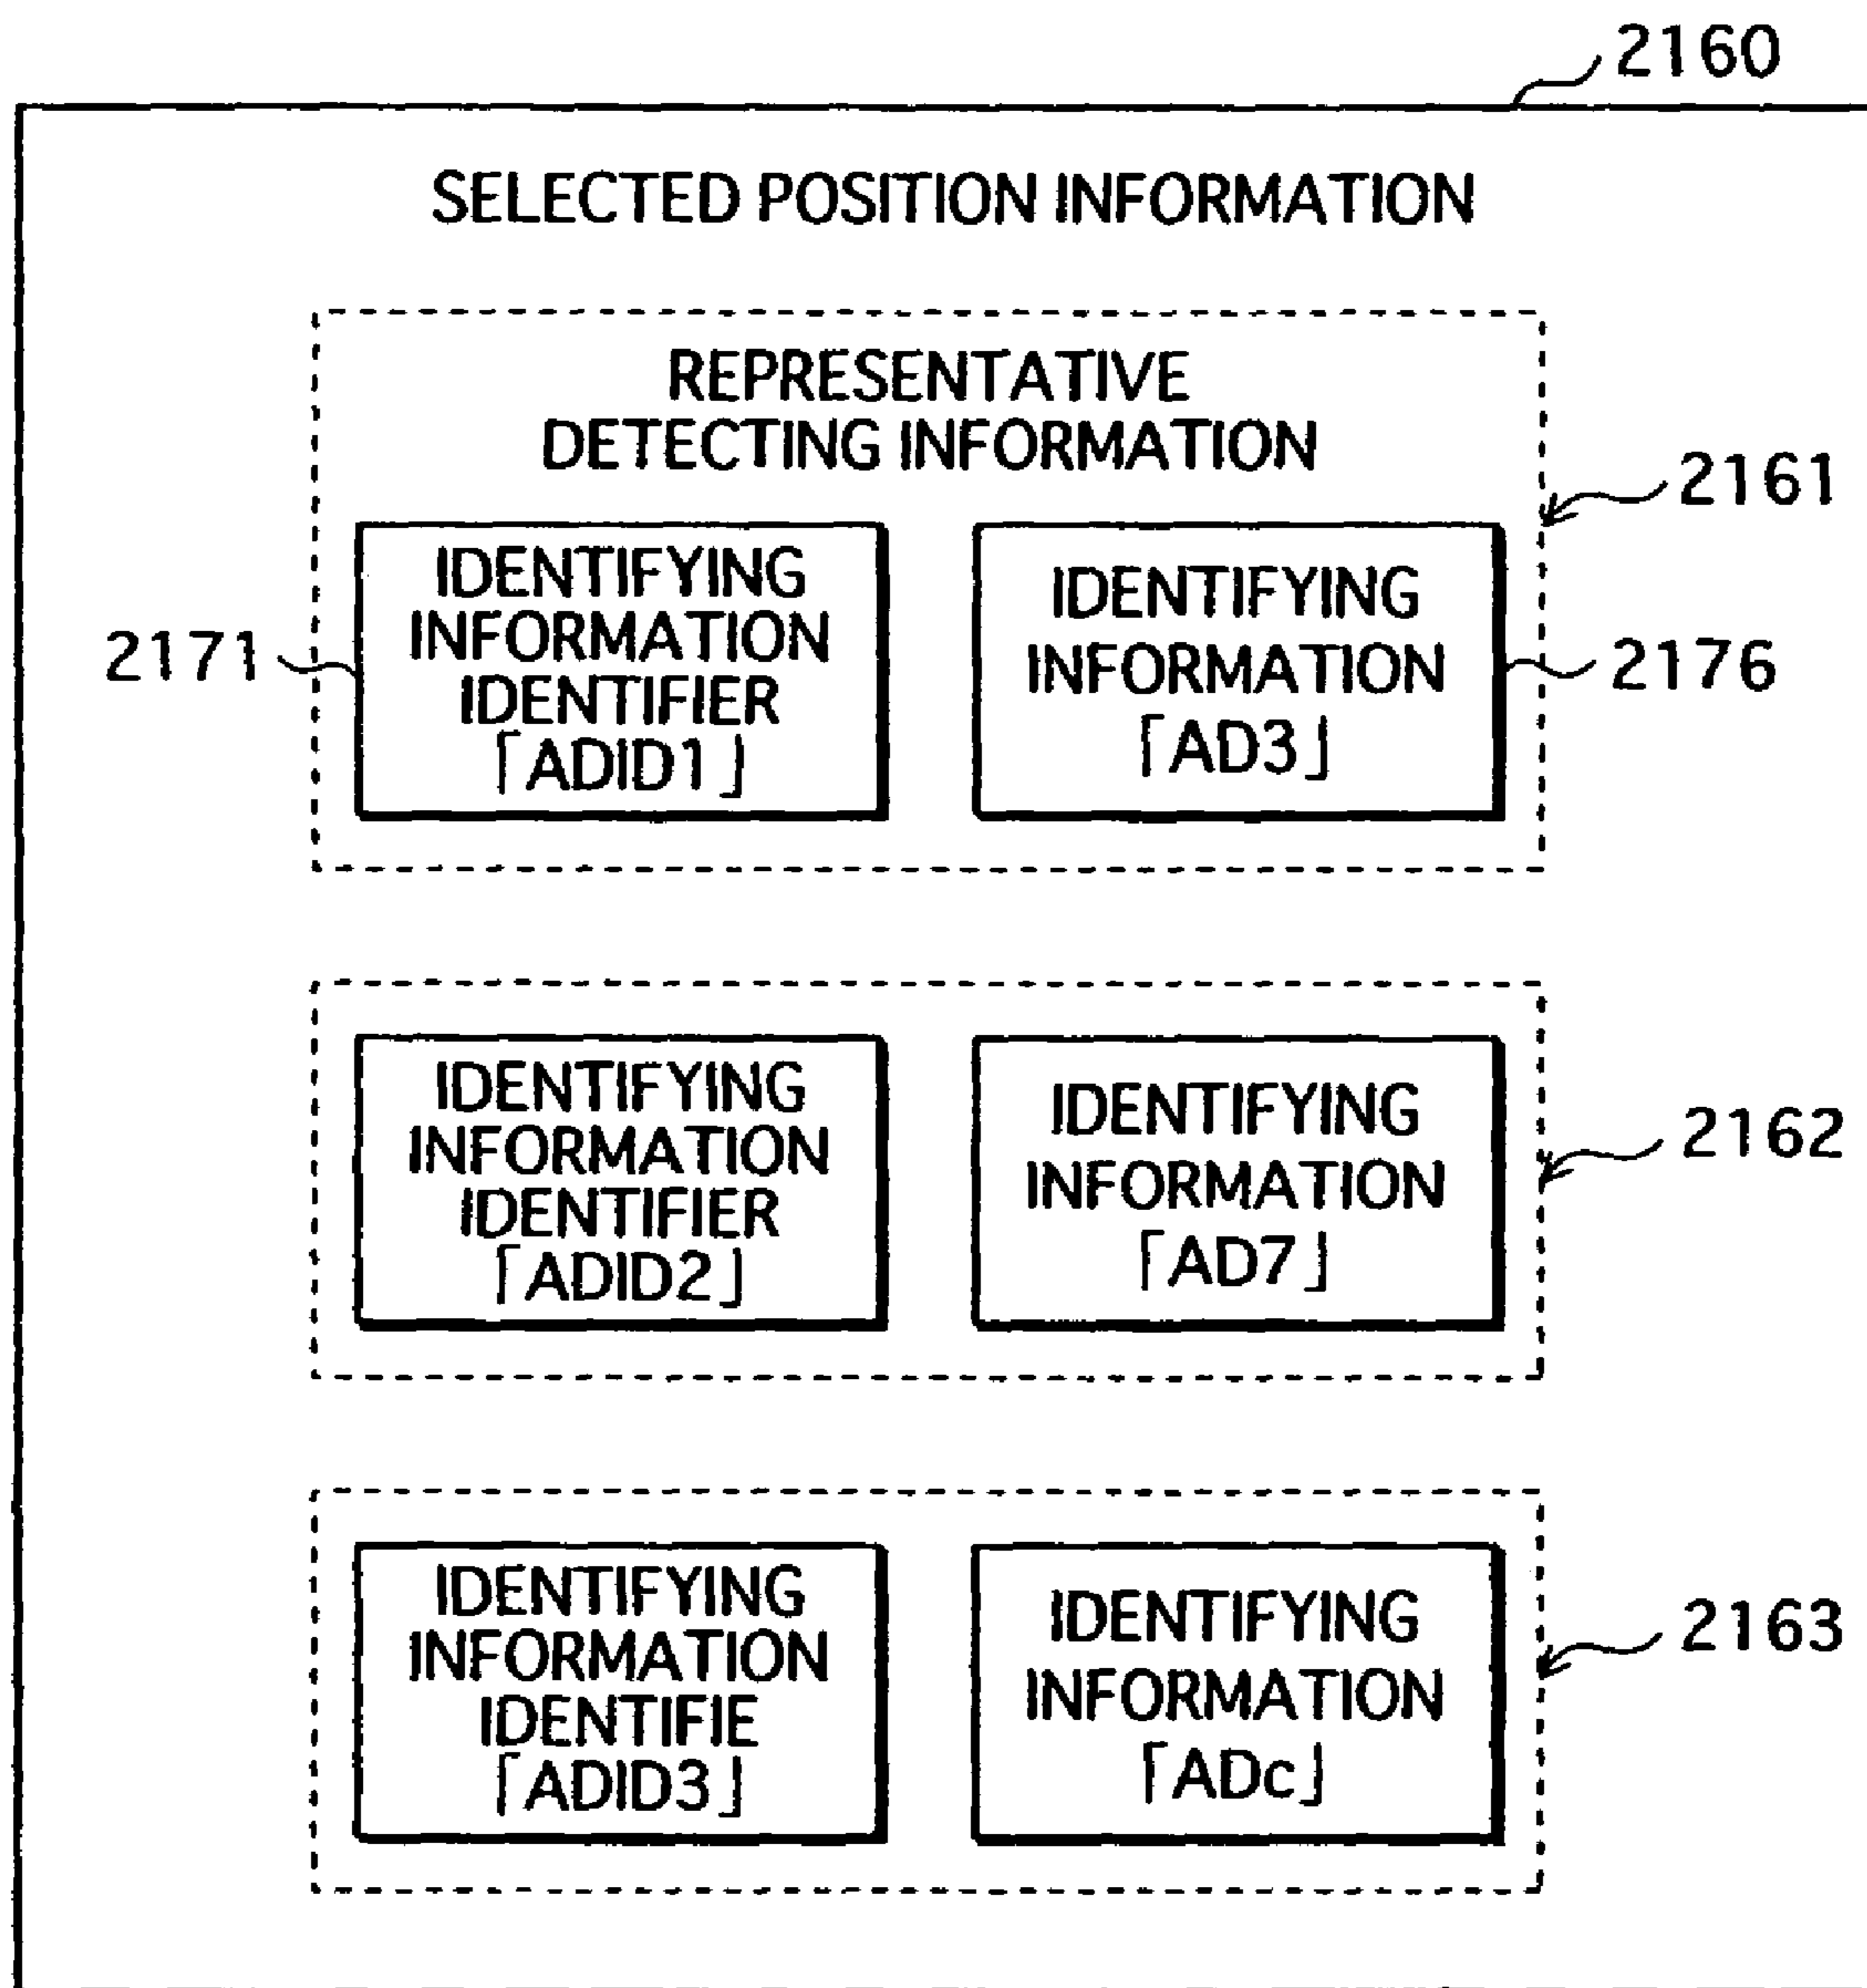 2160
SELECTED POSITION INFORMATION
REPRESENTATIVE
DETECTING INFORMATION
2161
IDENTIFYING
INFORMATION
IDENTIFIER
「ADID1」
IDENTIFYING
INFORMATION
「AD3」
2171
2176
IDENTIFYING
INFORMATION
IDENTIFIER
「ADID2」
IDENTIFYING
INFORMATION
「AD7」
2162
IDENTIFYING
INFORMATION
IDENTIFIE
「ADID3」
IDENTIFYING
INFORMATION
「ADc」
2163